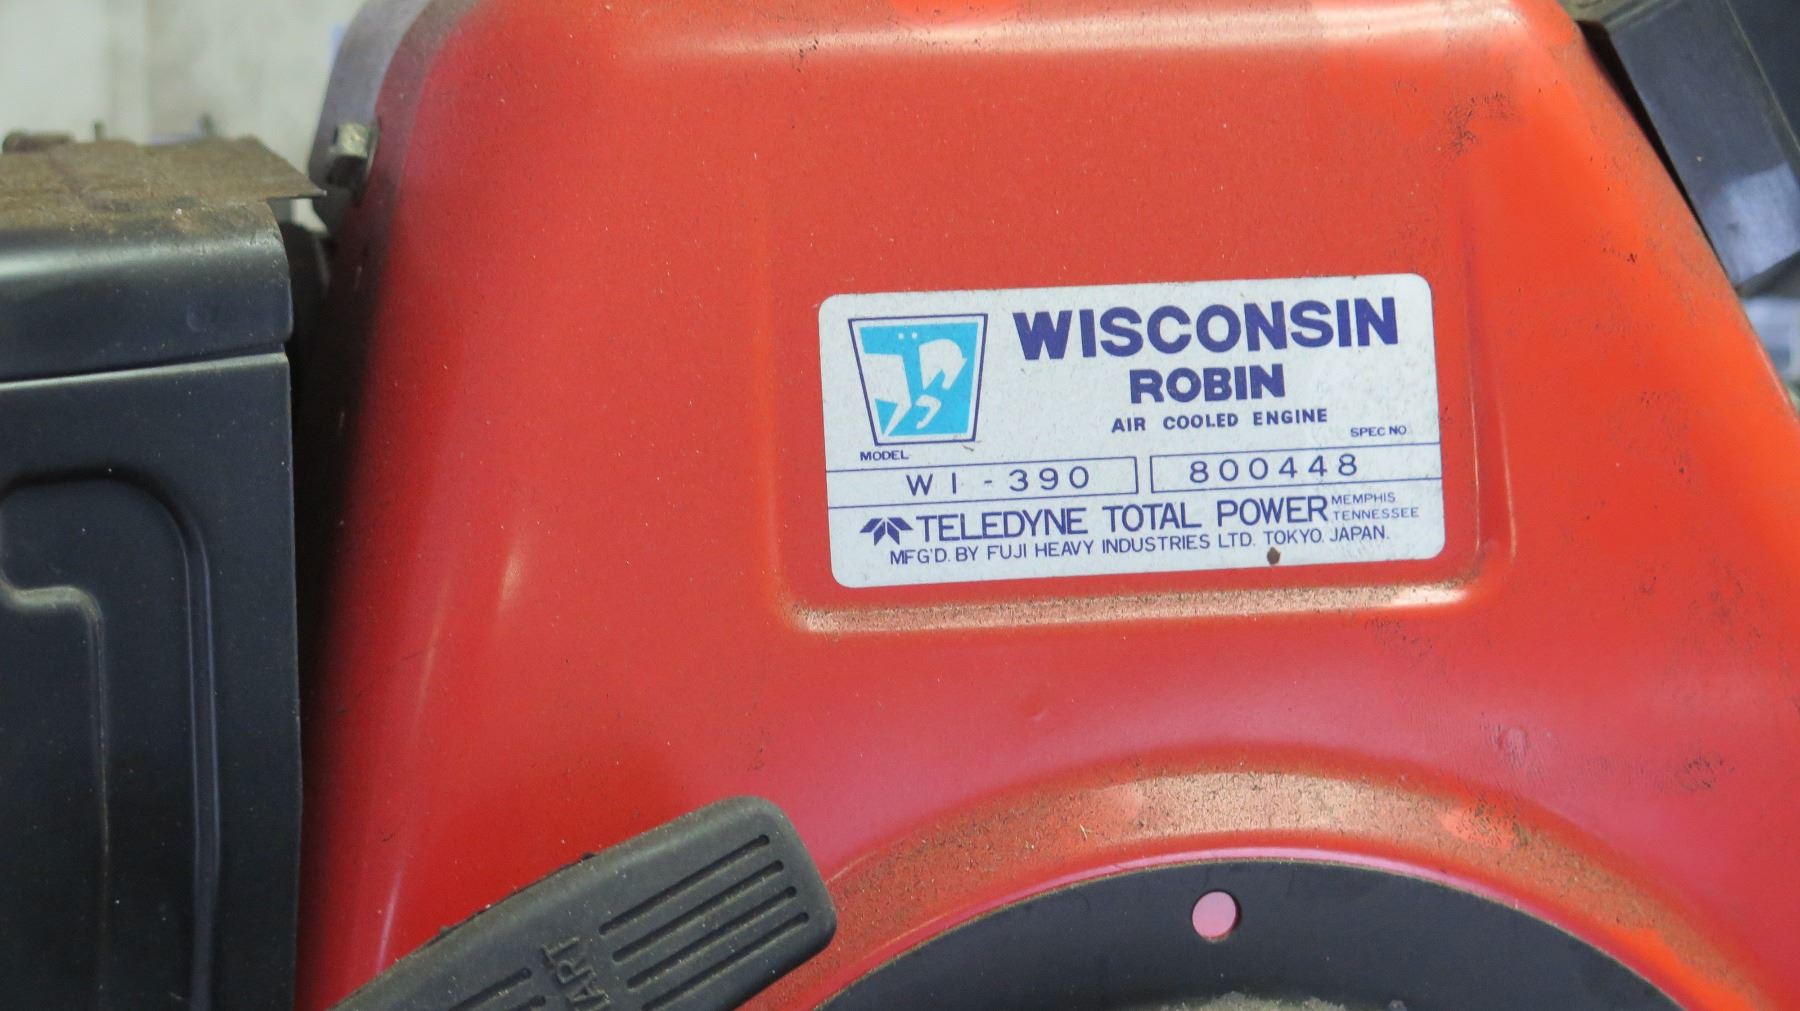 WISCONSIN
ROBIN
AIR COOLED ENGINE
SPEC NO.
MODEL
WI-390 800448
TELEDYNE TOTAL POWER MEMPHIS TENNESSEE
MFG'D. BY FUJI HEAVY INDUSTRIES LTD. TOKYO. JAPAN.